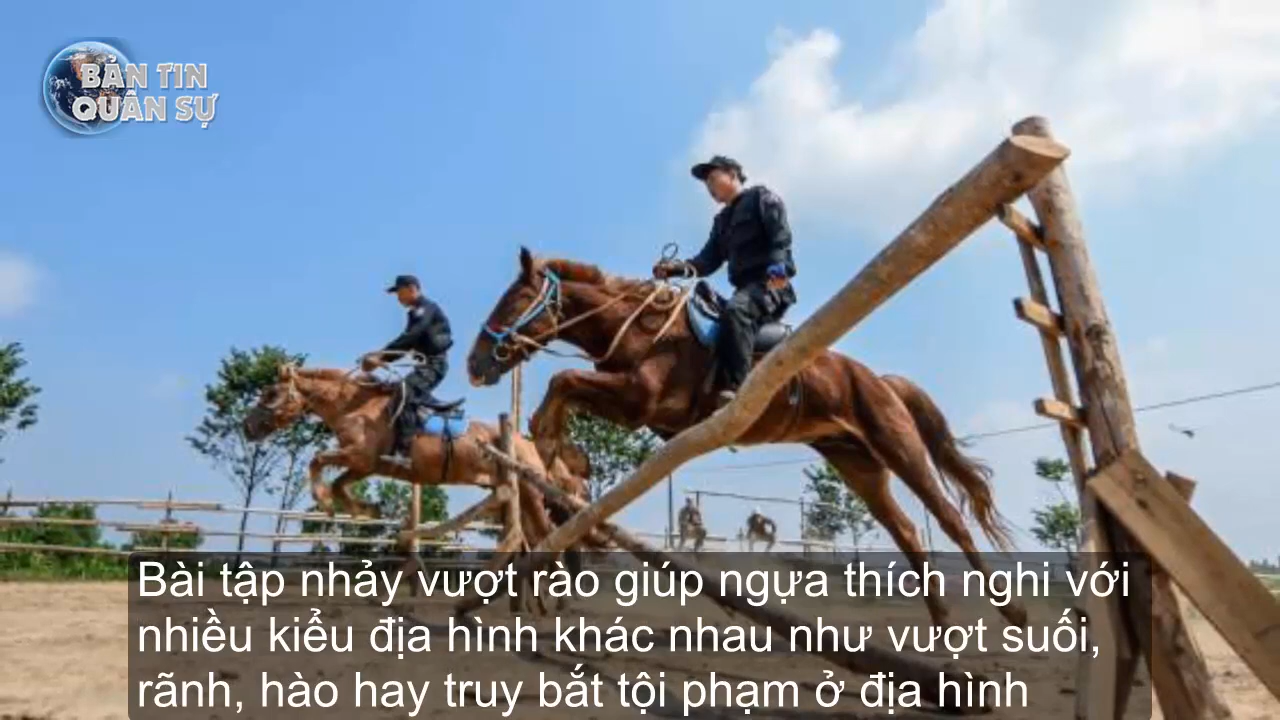 BẢN TIN
QUÂN SỰ
Bài tập nhảy vượt rào giúp ngựa thích nghi với
nhiều kiểu địa hình khác nhau như vượt suối,
rãnh, hào hay truy bắt tội phạm ở địa hình